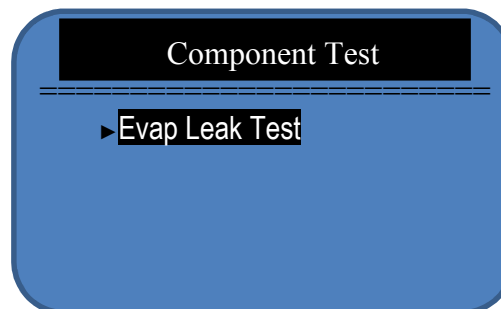 Component Test
====================
►Evap Leak Test